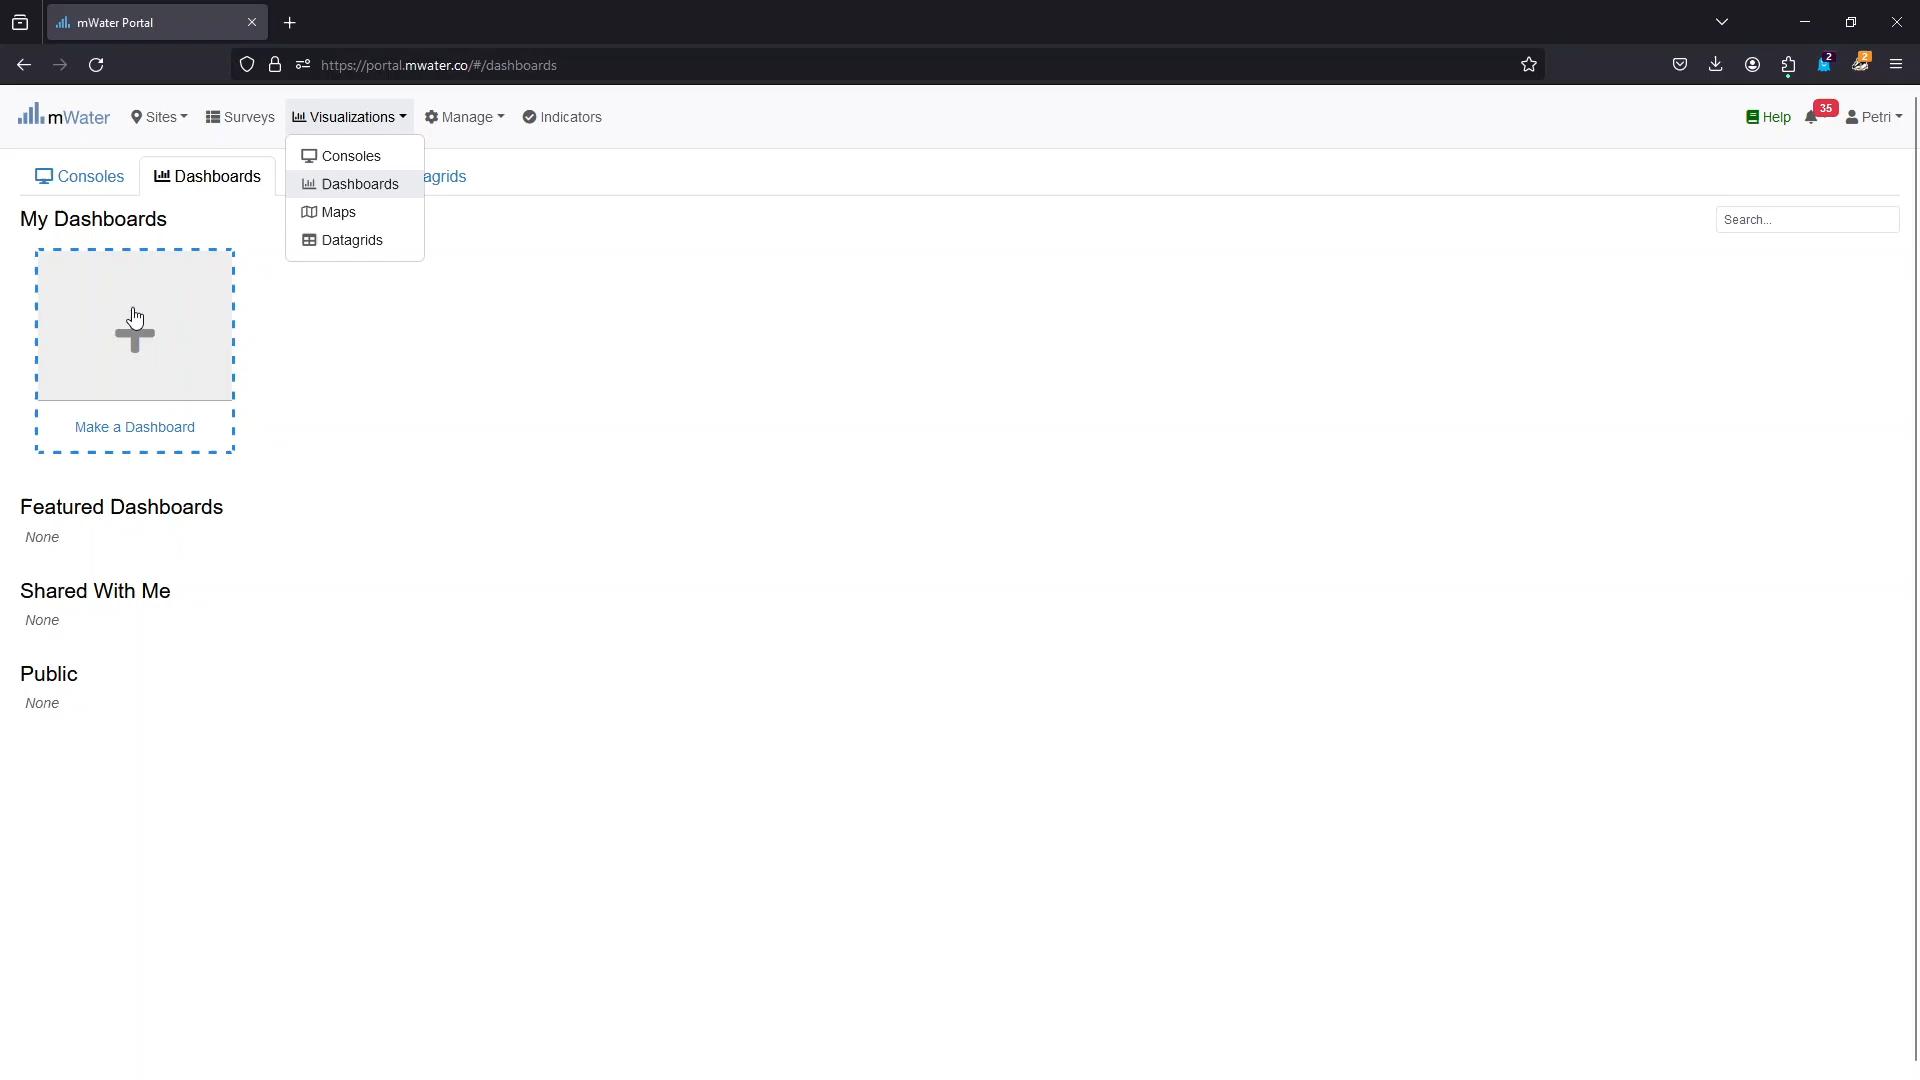 mWater Portal
https://portal.mwater.co/#/dashboards
2
2
mWater Sites Surveys Visualizations Manage Indicators Help 35 Petri
Consoles
Dashboards
Maps
Datagrids
Consoles Dashboards agrids
My Dashboards
Search...
Make a Dashboard
Featured Dashboards
None
Shared With Me
None
Public
None